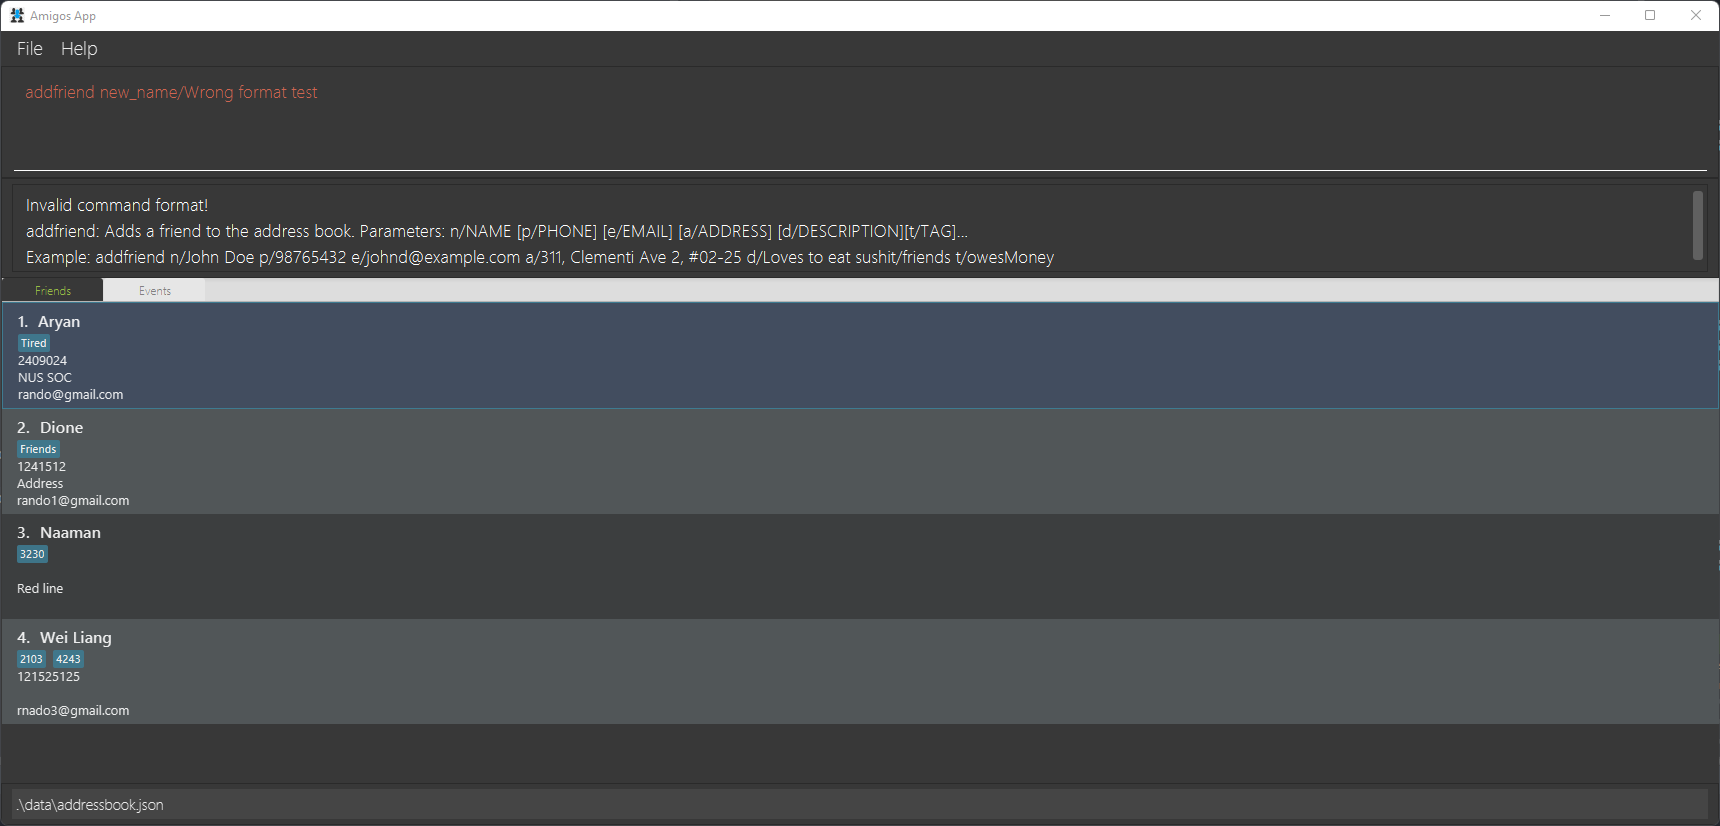 Amigos App
File Help
addfriend new_name/Wrong format test
Invalid command format!
addfriend: Adds a friend to the address book. Parameters: n/NAME [p/PHONE] [e/EMAIL] [a/ADDRESS] [d/DESCRIPTION][t/TAG]...
Example: addfriend n/John Doe p/98765432 e/johnd@example.com a/311, Clementi Ave 2, #02-25 d/Loves to eat sushit/friends t/owesMoney
Friends Events
1. Aryan
Tired
2409024
NUS SOC
rando@gmail.com
2. Dione
Friends
1241512
Address
rando1@gmail.com
3. Naaman
3230
Red line
4. Wei Liang
2103 4243
121525125
rnado3@gmail.com
.\data\addressbook.json